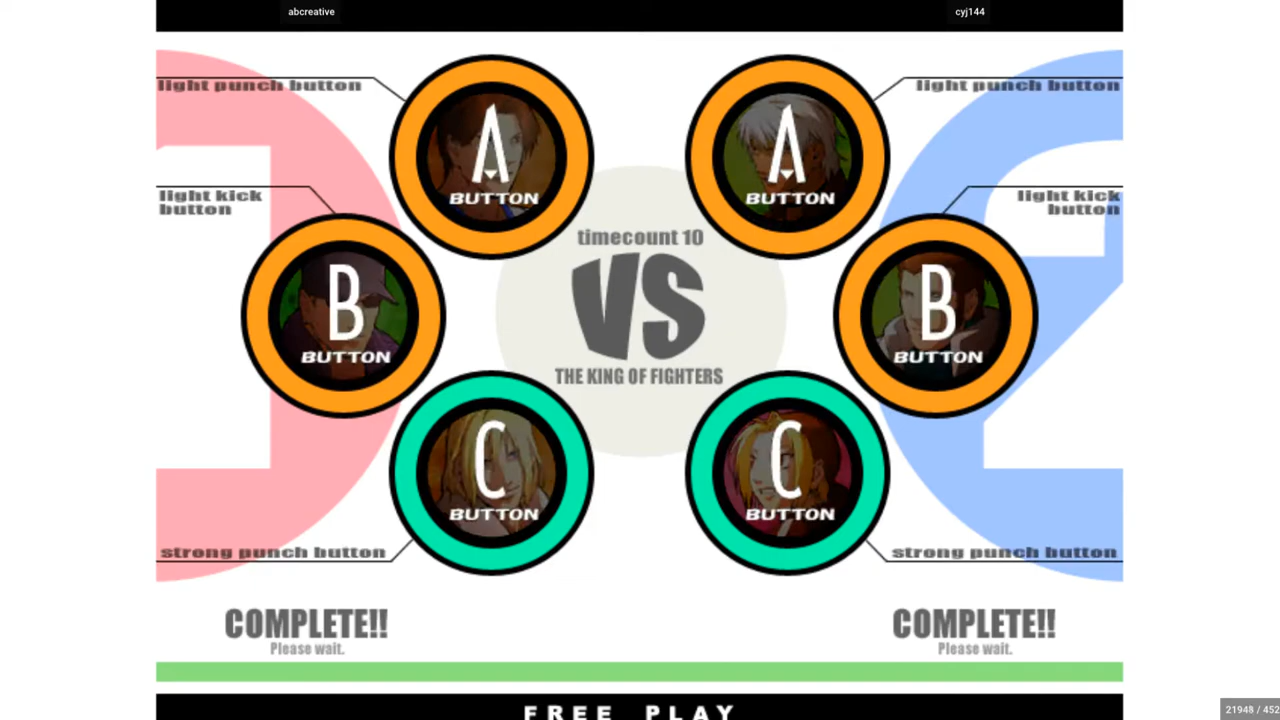 abcreative
cyj144
light punch button
light punch button
A
BUTTON
A
BUTTON
light kick
button
light kick
button
timecount 10
VS
THE KING OF FIGHTERS
B
BUTTON
B
BUTTON
C
BUTTON
C
BUTTON
strong punch button
strong punch button
COMPLETE!!
Please wait.
COMPLETE!!
Please wait.
FREE PLAY
21948 / 452